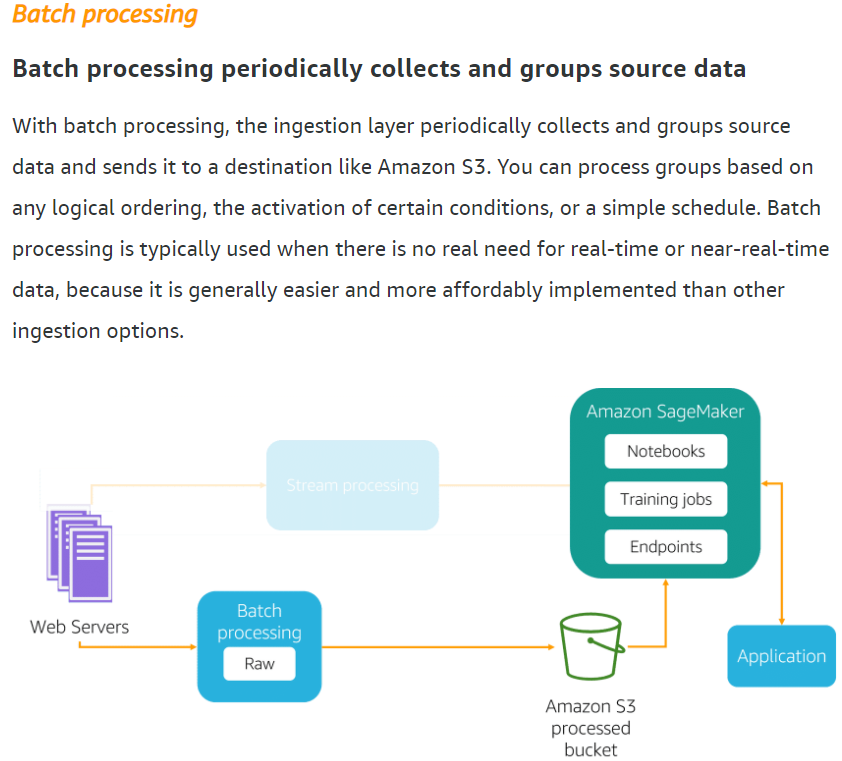 Batch processing
Batch processing periodically collects and groups source data
With batch processing, the ingestion layer periodically collects and groups source
data and sends it to a destination like Amazon S3. You can process groups based on
any logical ordering, the activation of certain conditions, or a simple schedule. Batch
processing is typically used when there is no real need for real-time or near-real-time
data, because it is generally easier and more affordably implemented than other
ingestion options.
Amazon SageMaker
Notebooks
Stream processing
Training jobs
Endpoints
Web Servers
Batch
processing
Raw
Application
Amazon S3
processed
bucket